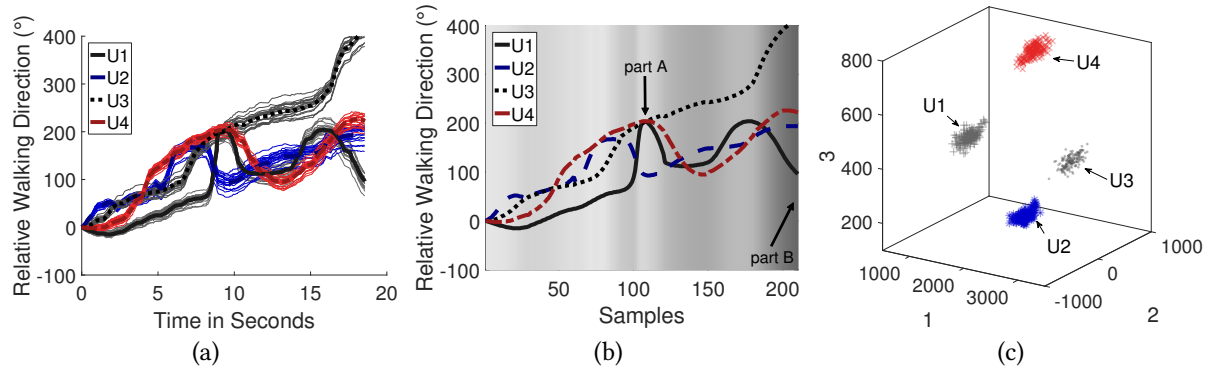 Relative Walking Direction (°)
400
300
200
100
0
-100
U1
U2
U3
U4
0
5
10
15
20
Time in Seconds
(a)
Relative Walking Direction (°)
400
300
200
100
0
-100
U1
U2
U3
U4
part A
part B
50
100
150
200
Samples
(b)
3
800
600
400
200
U1
U4
U3
U2
1000
2000
3000
1
-1000
0
1000
2
(c)